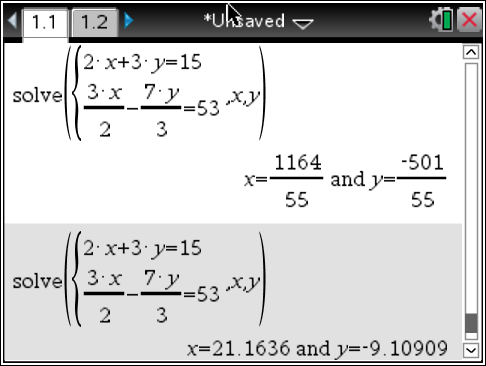 1.1 1.2 *Unsaved
2·x+3·y=15
solve( { 3·x/2 − 7·y/3 =53 ,x,y)
x=1164/55 and y=-501/55
2·x+3·y=15
solve( { 3·x/2 − 7·y/3 =53 ,x,y)
x=21.1636 and y=-9.10909